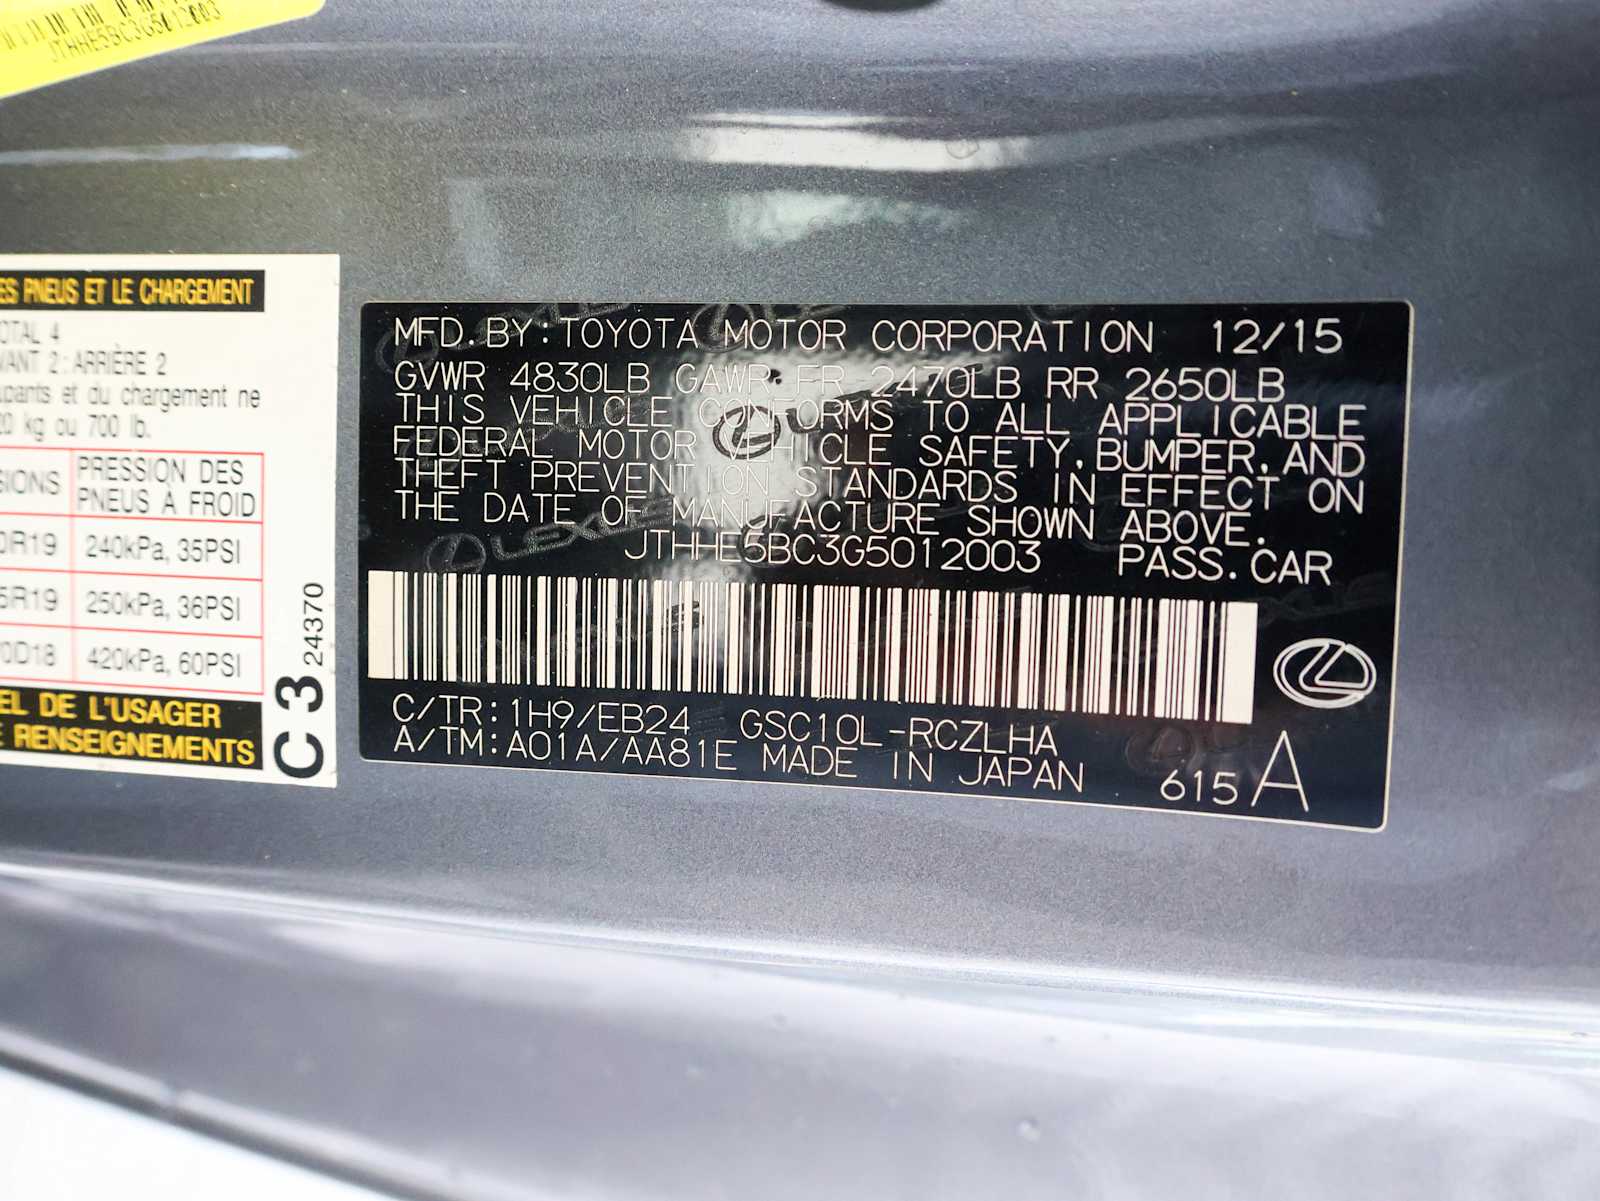 JTHHE5BC3G5012003
ES PNEUS ET LE CHARGEMENT
OTAL 4
VANT 2 : ARRIÈRE 2
upants et du chargement ne
20 kg ou 700 lb.
SIONS PRESSION DES PNEUS A FROID
0R19 240kPa, 35PSI
5R19 250kPa, 36PSI
70D18 420kPa, 60PSI
EL DE L'USAGER
E RENSEIGNEMENTS
C3 24370
MFD. BY: TOYOTA MOTOR CORPORATION 12/15
GVWR 4830LB GAWR FR 2470LB RR 2650LB
THIS VEHICLE CONFORMS TO ALL APPLICABLE
FEDERAL MOTOR VEHICLE SAFETY, BUMPER, AND
THEFT PREVENTION STANDARDS IN EFFECT ON
THE DATE OF MANUFACTURE SHOWN ABOVE.
JTHHE5BC3G5012003 PASS. CAR
C/TR: 1H9/EB24 GSC10L-RCZLHA
A/TM: A01A/AA81E MADE IN JAPAN 615 A